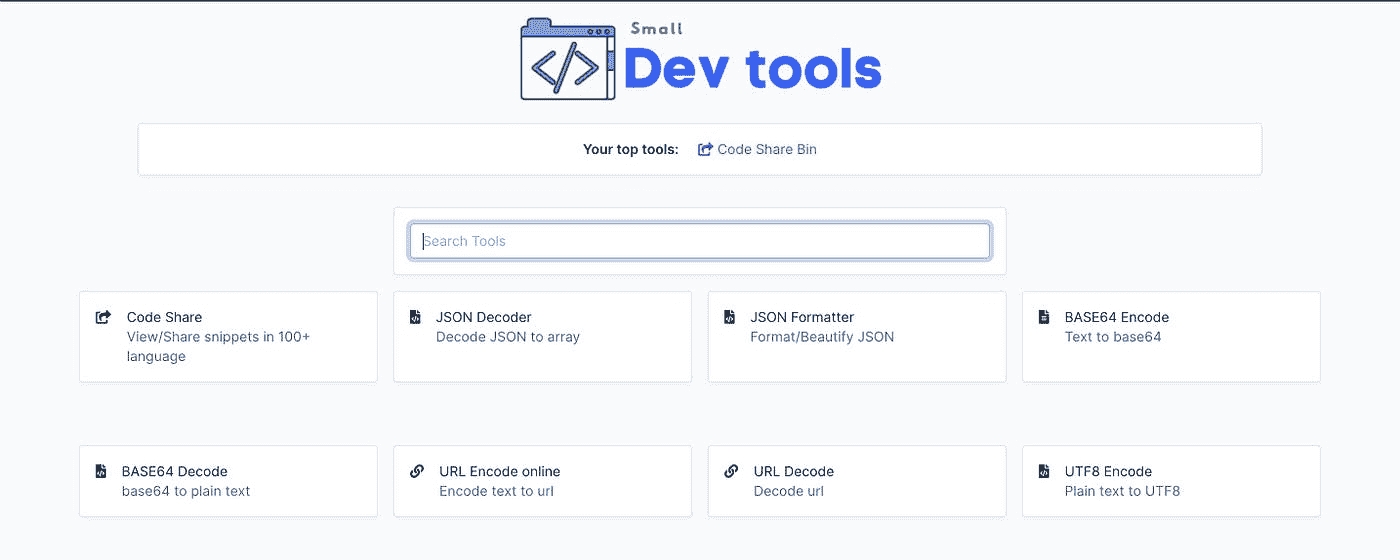 Small
Dev tools
Your top tools: Code Share Bin
Search Tools
Code Share
View/Share snippets in 100+
language
JSON Decoder
Decode JSON to array
JSON Formatter
Format/Beautify JSON
BASE64 Encode
Text to base64
BASE64 Decode
base64 to plain text
URL Encode online
Encode text to url
URL Decode
Decode url
UTF8 Encode
Plain text to UTF8